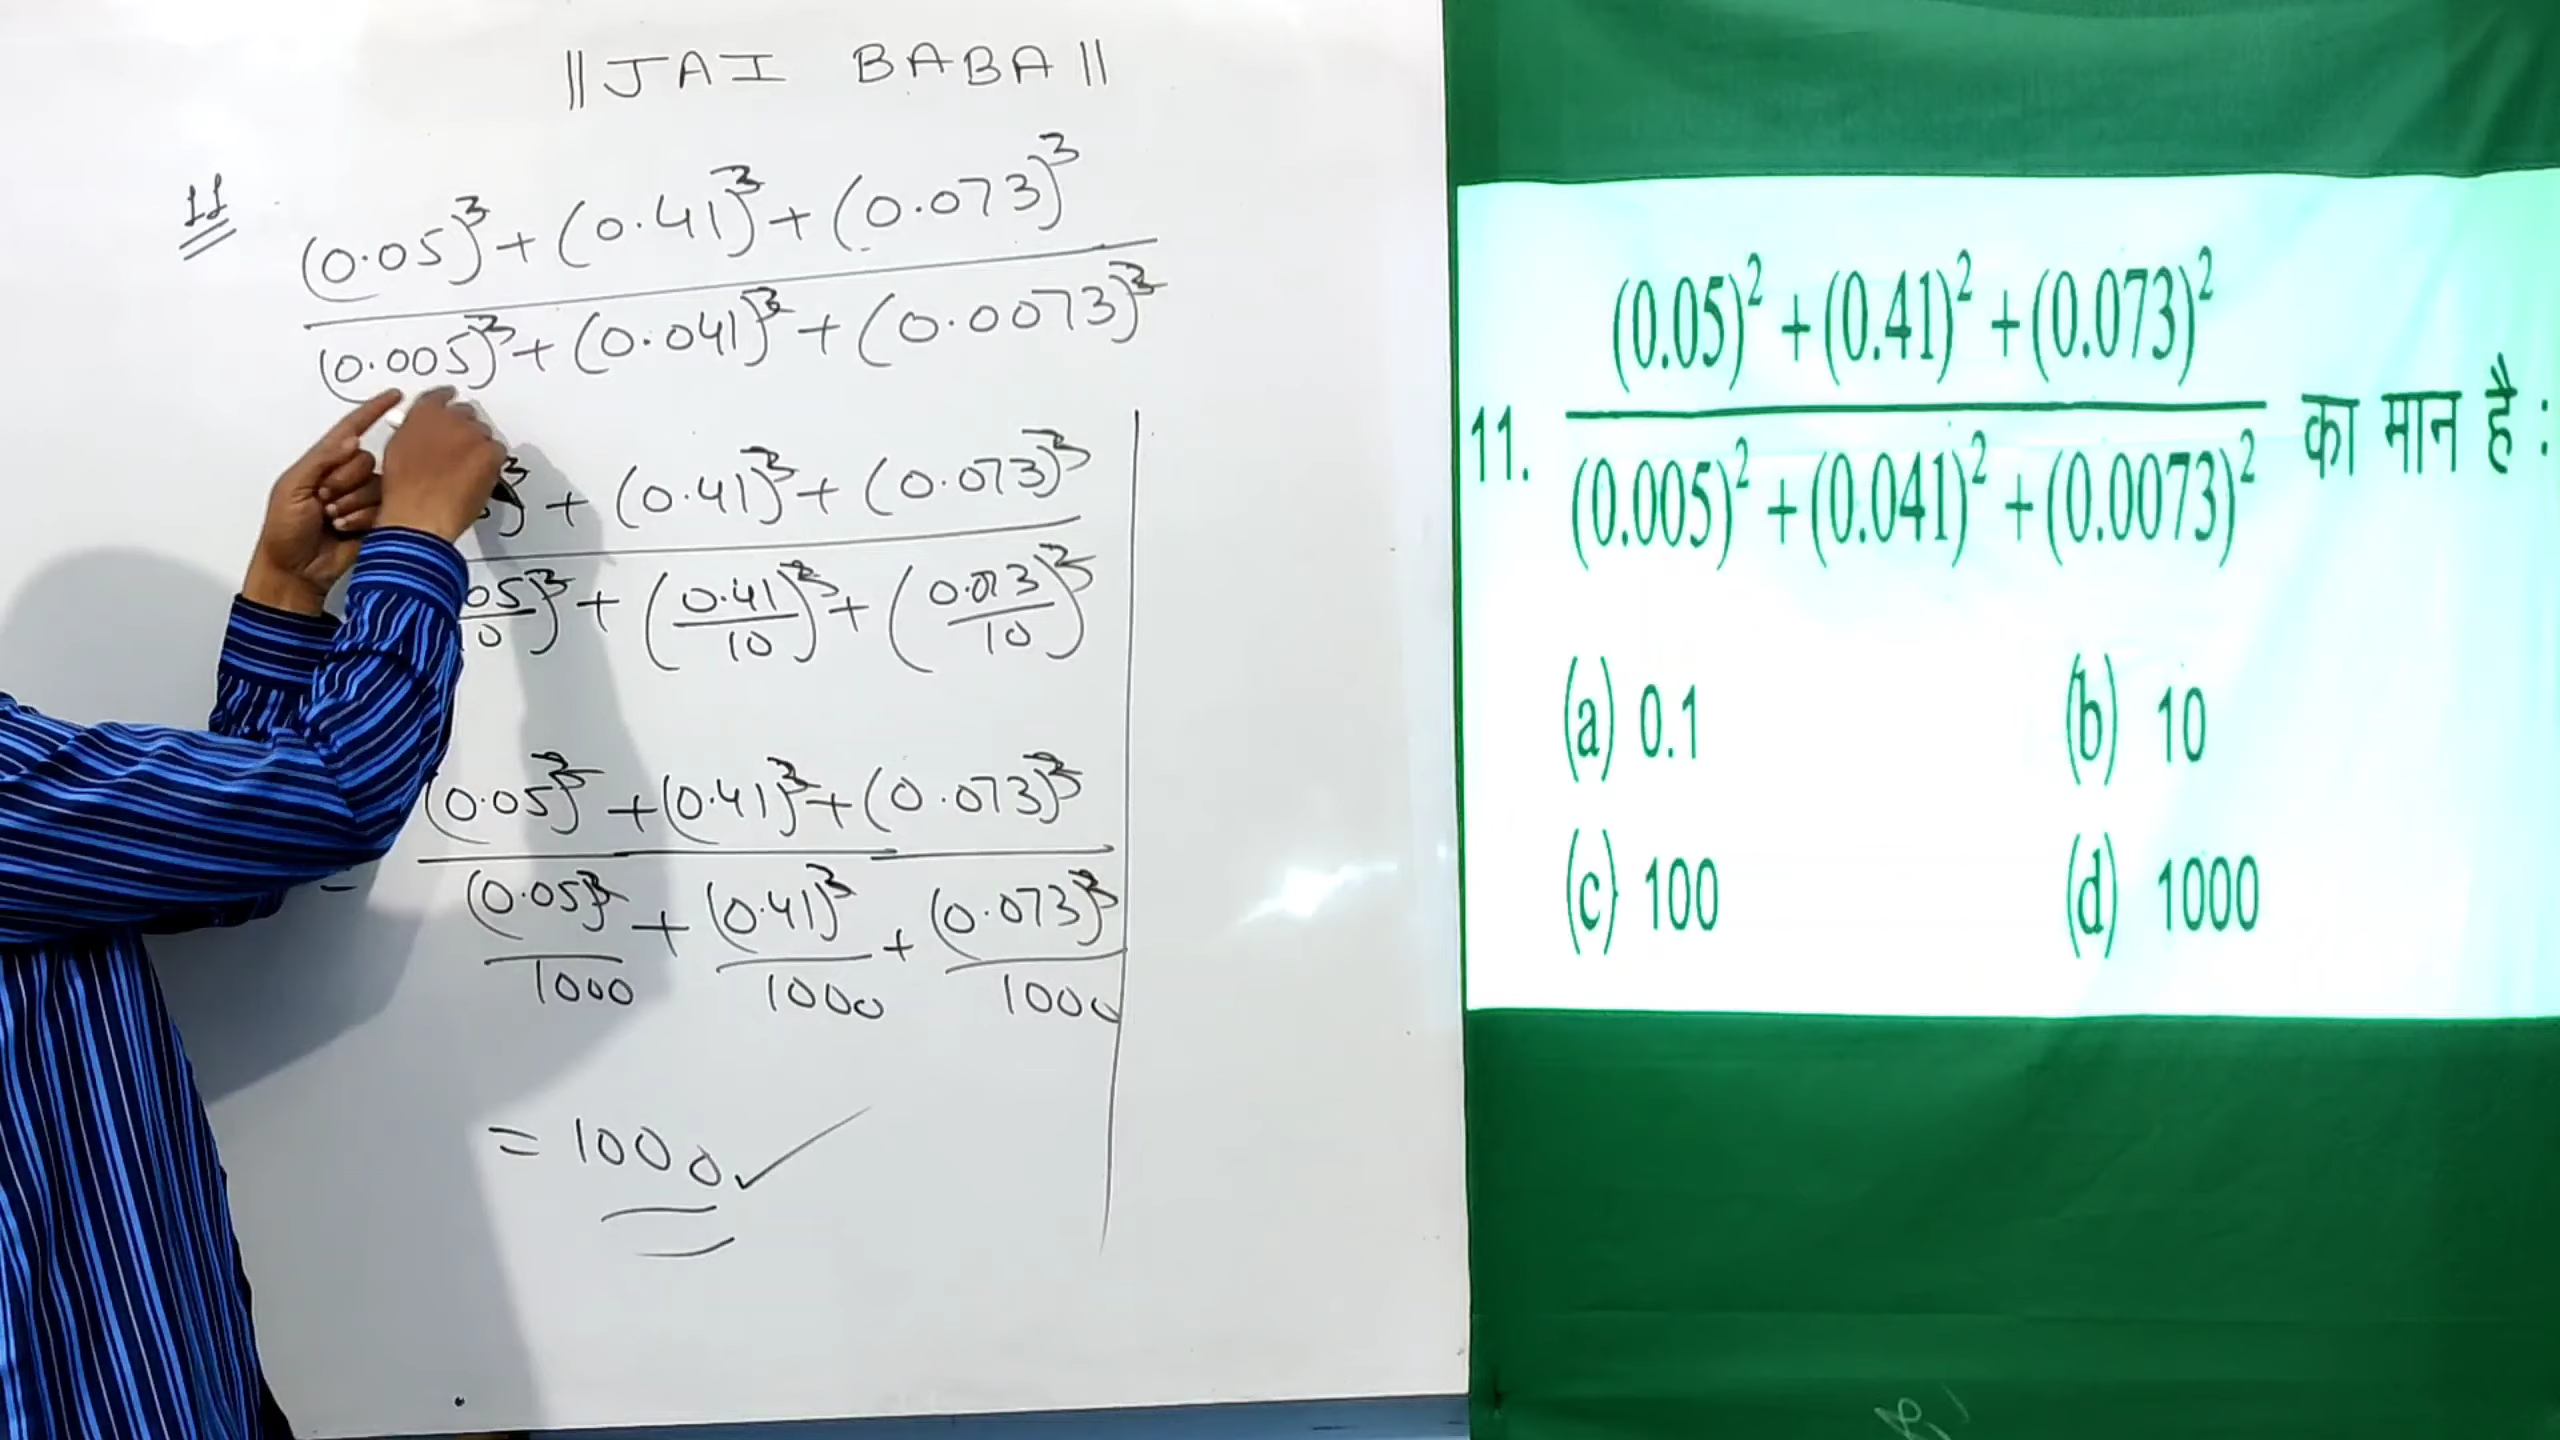 ||JAI BABA||
11
(0.05)³+(0.41)³+(0.073)³
(0.005)³+(0.041)³+(0.0073)³
)³ + (0.41)³+(0.073)³
05/0)³+(0.41/10)³+(0.073/10)³
(0.05)³+(0.41)³+(0.073)³
=
(0.05)³/1000+(0.41)³/1000+(0.073)³/1000
=1000✓
(0.05)²+(0.41)²+(0.073)²
11. का मान है :
(0.005)²+(0.041)²+(0.0073)²
(a) 0.1 (b) 10
(c) 100 (d) 1000